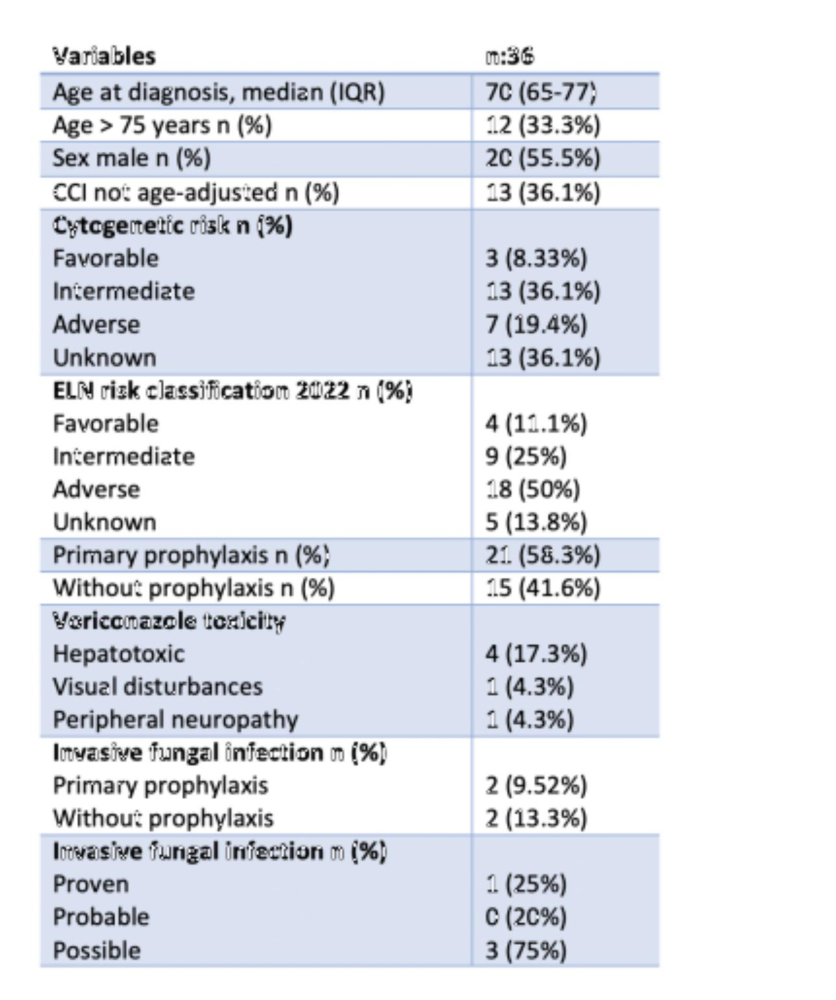 Variables n:36
Age at diagnosis, median (IQR) 70 (65-77)
Age > 75 years n (%) 12 (33.3%)
Sex male n (%) 20 (55.5%)
CCI not age-adjusted n (%) 13 (36.1%)
Cytogenetic risk n (%)
Favorable 3 (8.33%)
Intermediate 13 (36.1%)
Adverse 7 (19.4%)
Unknown 13 (36.1%)
ELN risk classification 2022 n (%)
Favorable 4 (11.1%)
Intermediate 9 (25%)
Adverse 18 (50%)
Unknown 5 (13.8%)
Primary prophylaxis n (%) 21 (58.3%)
Without prophylaxis n (%) 15 (41.6%)
Voriconazole toxicity
Hepatotoxic 4 (17.3%)
Visual disturbances 1 (4.3%)
Peripheral neuropathy 1 (4.3%)
Invasive fungal infection n (%)
Primary prophylaxis 2 (9.52%)
Without prophylaxis 2 (13.3%)
Invasive fungal infection n (%)
Proven 1 (25%)
Probable 0 (20%)
Possible 3 (75%)